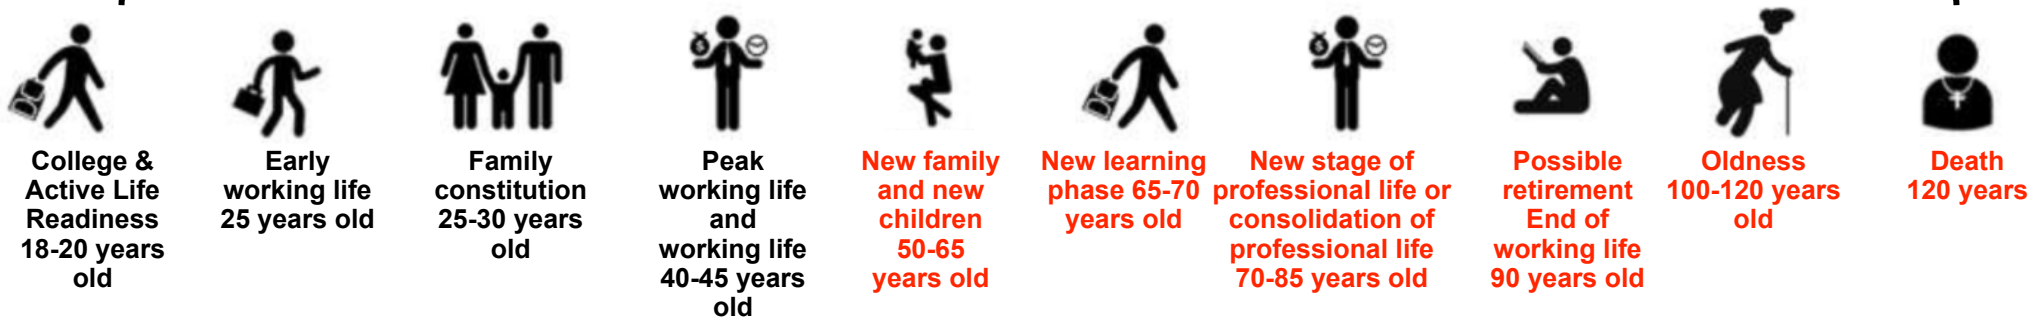 College &
Active Life
Readiness
18-20 years
old
Early
working life
25 years old
Family
constitution
25-30 years
old
Peak
working life
and
working life
40-45 years
old
New family
and new
children
50-65
years old
New learning
phase 65-70
years old
New stage of
professional life or
consolidation of
professional life
70-85 years old
Possible
retirement
End of
working life
90 years old
Oldness
100-120 years
old
Death
120 years